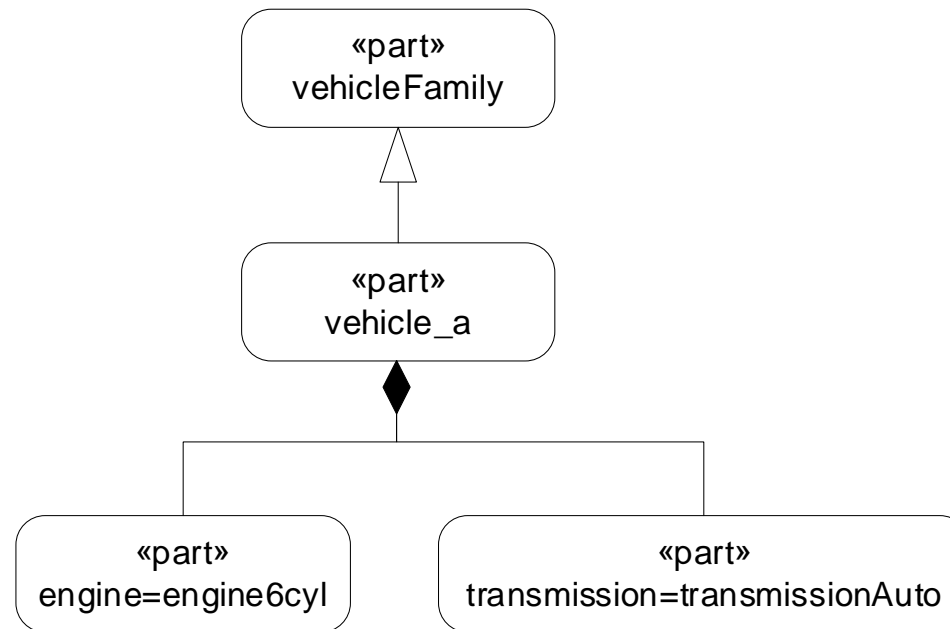 «part»
vehicleFamily
«part»
vehicle_a
«part»
engine=engine6cyl
«part»
transmission=transmissionAuto